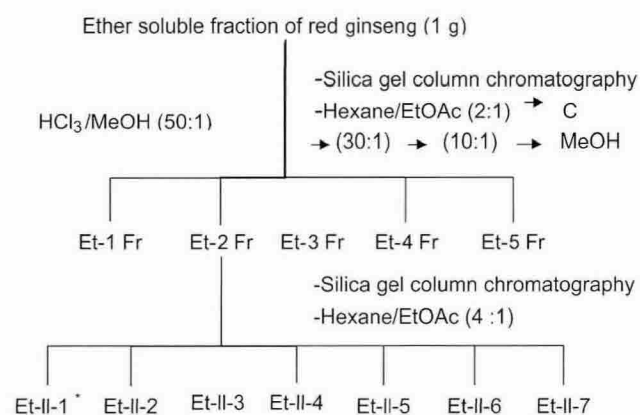 Ether soluble fraction of red ginseng (1 g)
-Silica gel column chromatography
-Hexane/EtOAc (2:1) → C
HCl₃/MeOH (50:1)
→ (30:1) → (10:1) → MeOH
Et-1 Fr Et-2 Fr Et-3 Fr Et-4 Fr Et-5 Fr
-Silica gel column chromatography
-Hexane/EtOAc (4 :1)
Et-II-1 * Et-II-2 Et-II-3 Et-II-4 Et-II-5 Et-II-6 Et-II-7